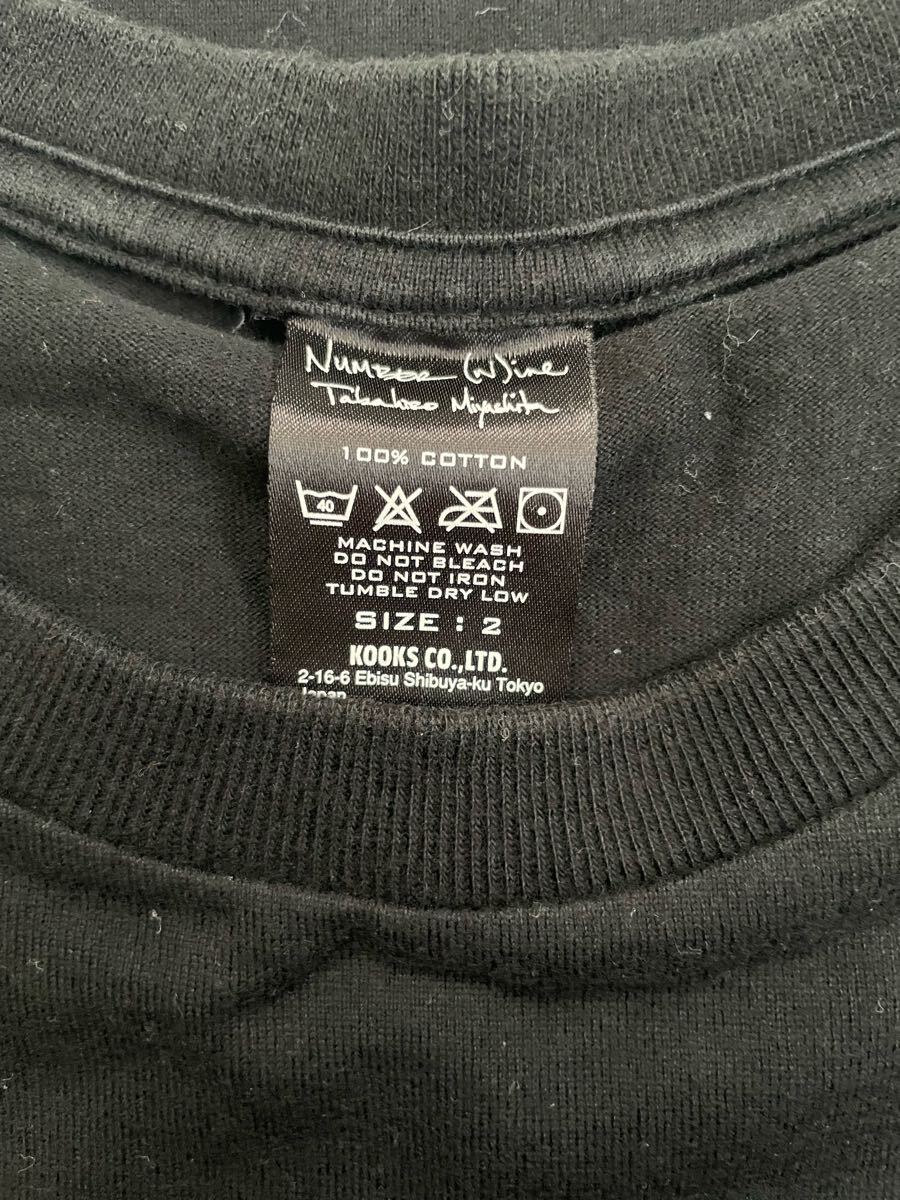 NUMBER (N)ine
Takahiro Miyashita
100% COTTON
40
MACHINE WASH
DO NOT BLEACH
DO NOT IRON
TUMBLE DRY LOW
SIZE : 2
KOOKS CO.,LTD.
2-16-6 Ebisu Shibuya-ku Tokyo
Japan